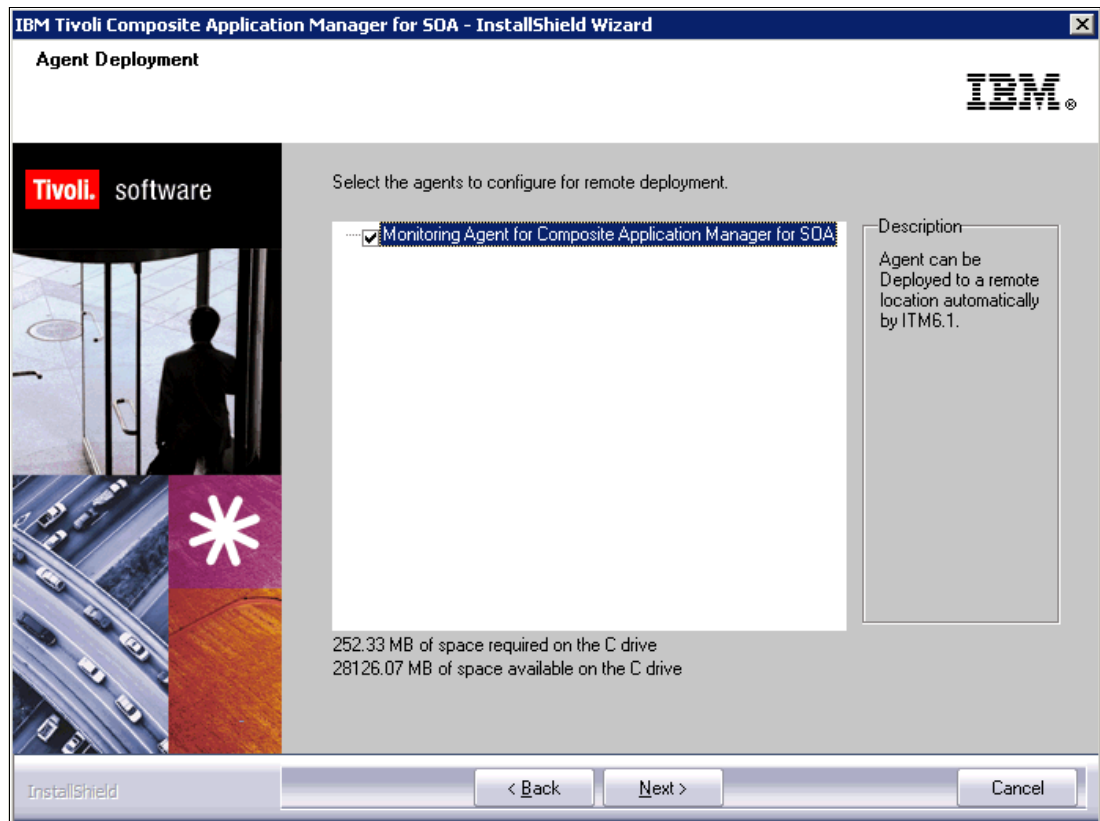 IBM Tivoli Composite Application Manager for SOA - InstallShield Wizard
Agent Deployment
IBM®
Tivoli. software
Select the agents to configure for remote deployment.
Monitoring Agent for Composite Application Manager for SOA
Description
Agent can be
Deployed to a remote
location automatically
by ITM6.1.
252.33 MB of space required on the C drive
28126.07 MB of space available on the C drive
InstallShield
< Back
Next >
Cancel